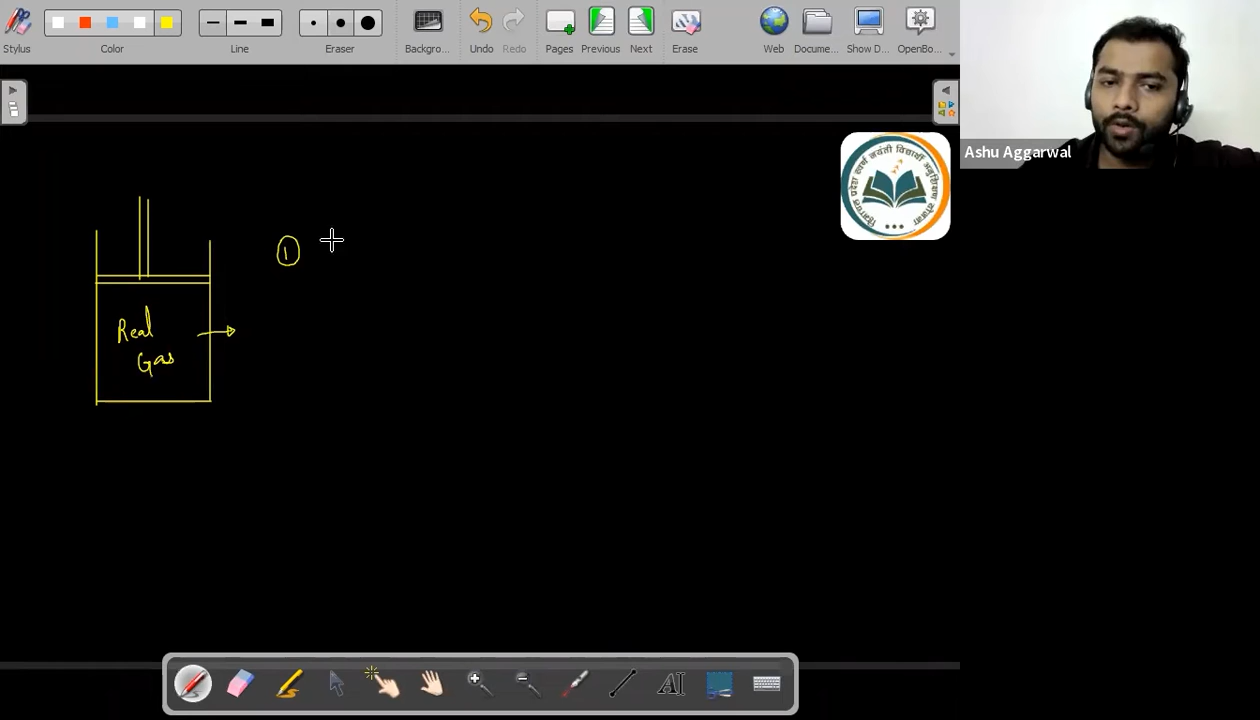 Stylus
Color
Line
Eraser
Backgro...
Undo
Redo
Pages
Previous
Next
Erase
Web
Docume...
Show D...
OpenBo...
Ashu Aggarwal
1
Real
Gas